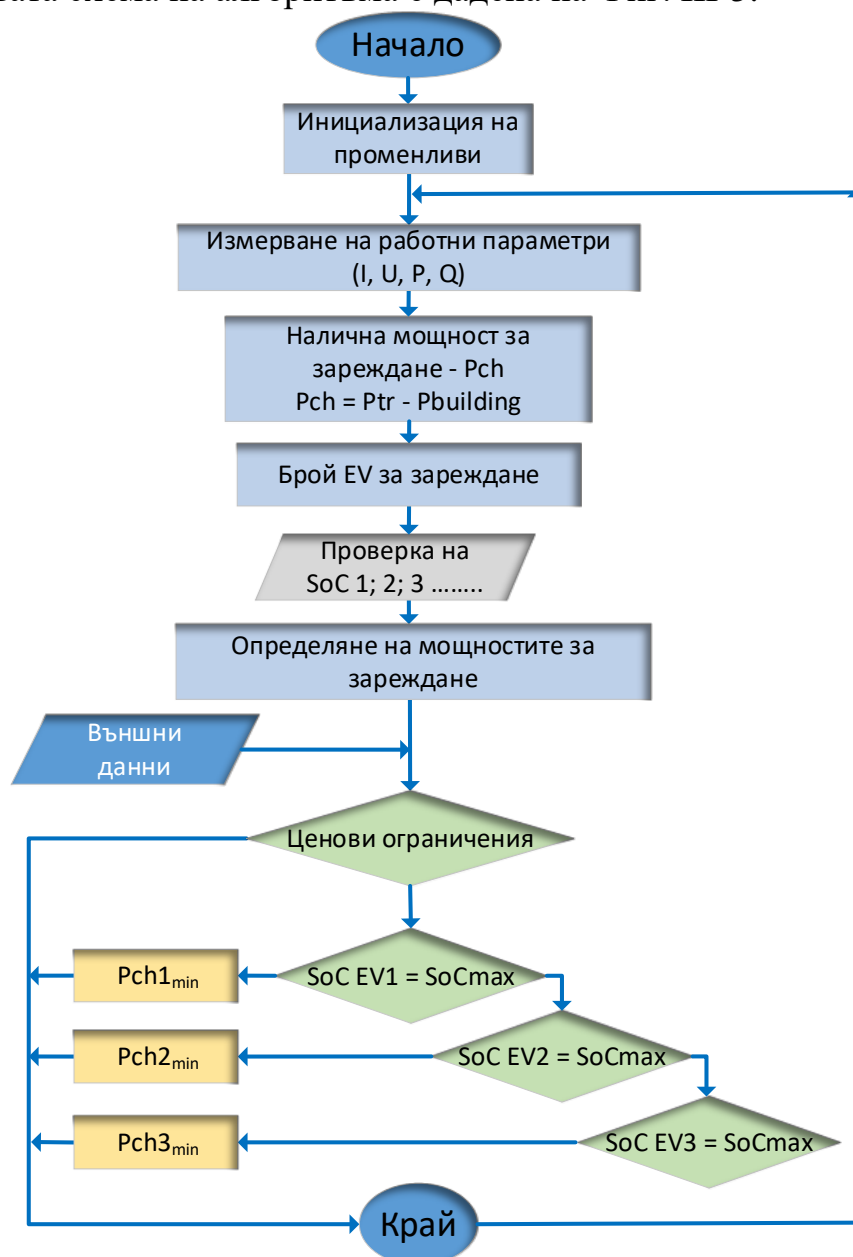 Начало
Инициализация на
променливи
Измерване на работни параметри
(I, U, P, Q)
Налична мощност за
зареждане - Pch
Pch = Ptr - Pbuilding
Брой EV за зареждане
Проверка на
SoC 1; 2; 3 ........
Определяне на мощностите за
зареждане
Външни
данни
Ценови ограничения
Pch1min
SoC EV1 = SoCmax
Pch2min
SoC EV2 = SoCmax
Pch3min
SoC EV3 = SoCmax
Край